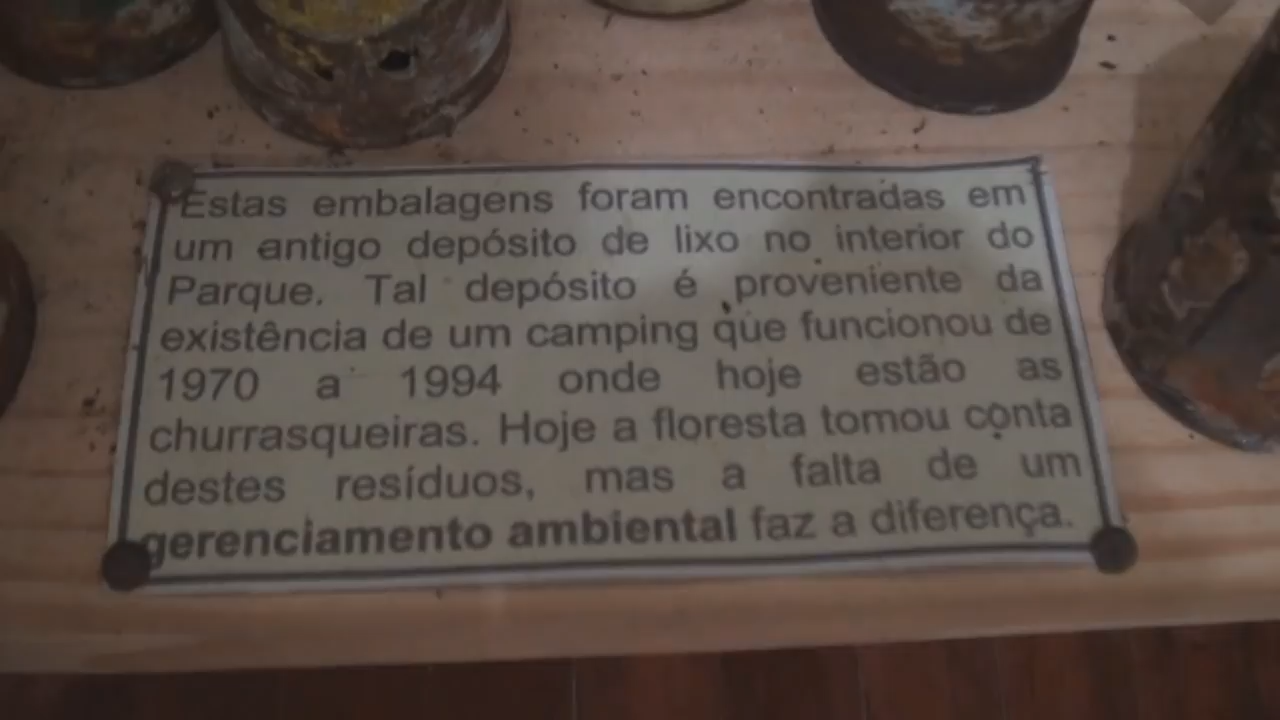 Estas embalagens foram encontradas em
um antigo depósito de lixo no interior do
Parque. Tal depósito é proveniente da
existência de um camping que funcionou de
1970 a 1994 onde hoje estão as
churrasqueiras. Hoje a floresta tomou conta
destes resíduos, mas a falta de um
gerenciamento ambiental faz a diferença.